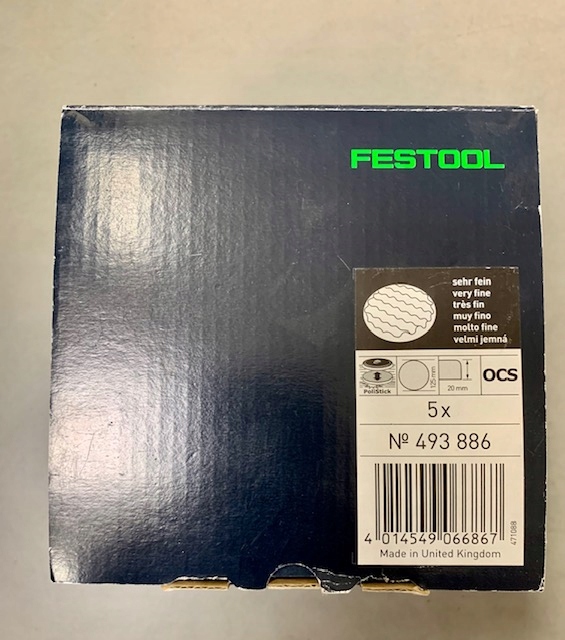 FESTOOL
sehr fein
very fine
très fin
muy fino
molto fine
velmi jemná
PoliStick
125 mm
20 mm
OCS
5x
Nº 493 886
4 014549 066867
471088
Made in United Kingdom